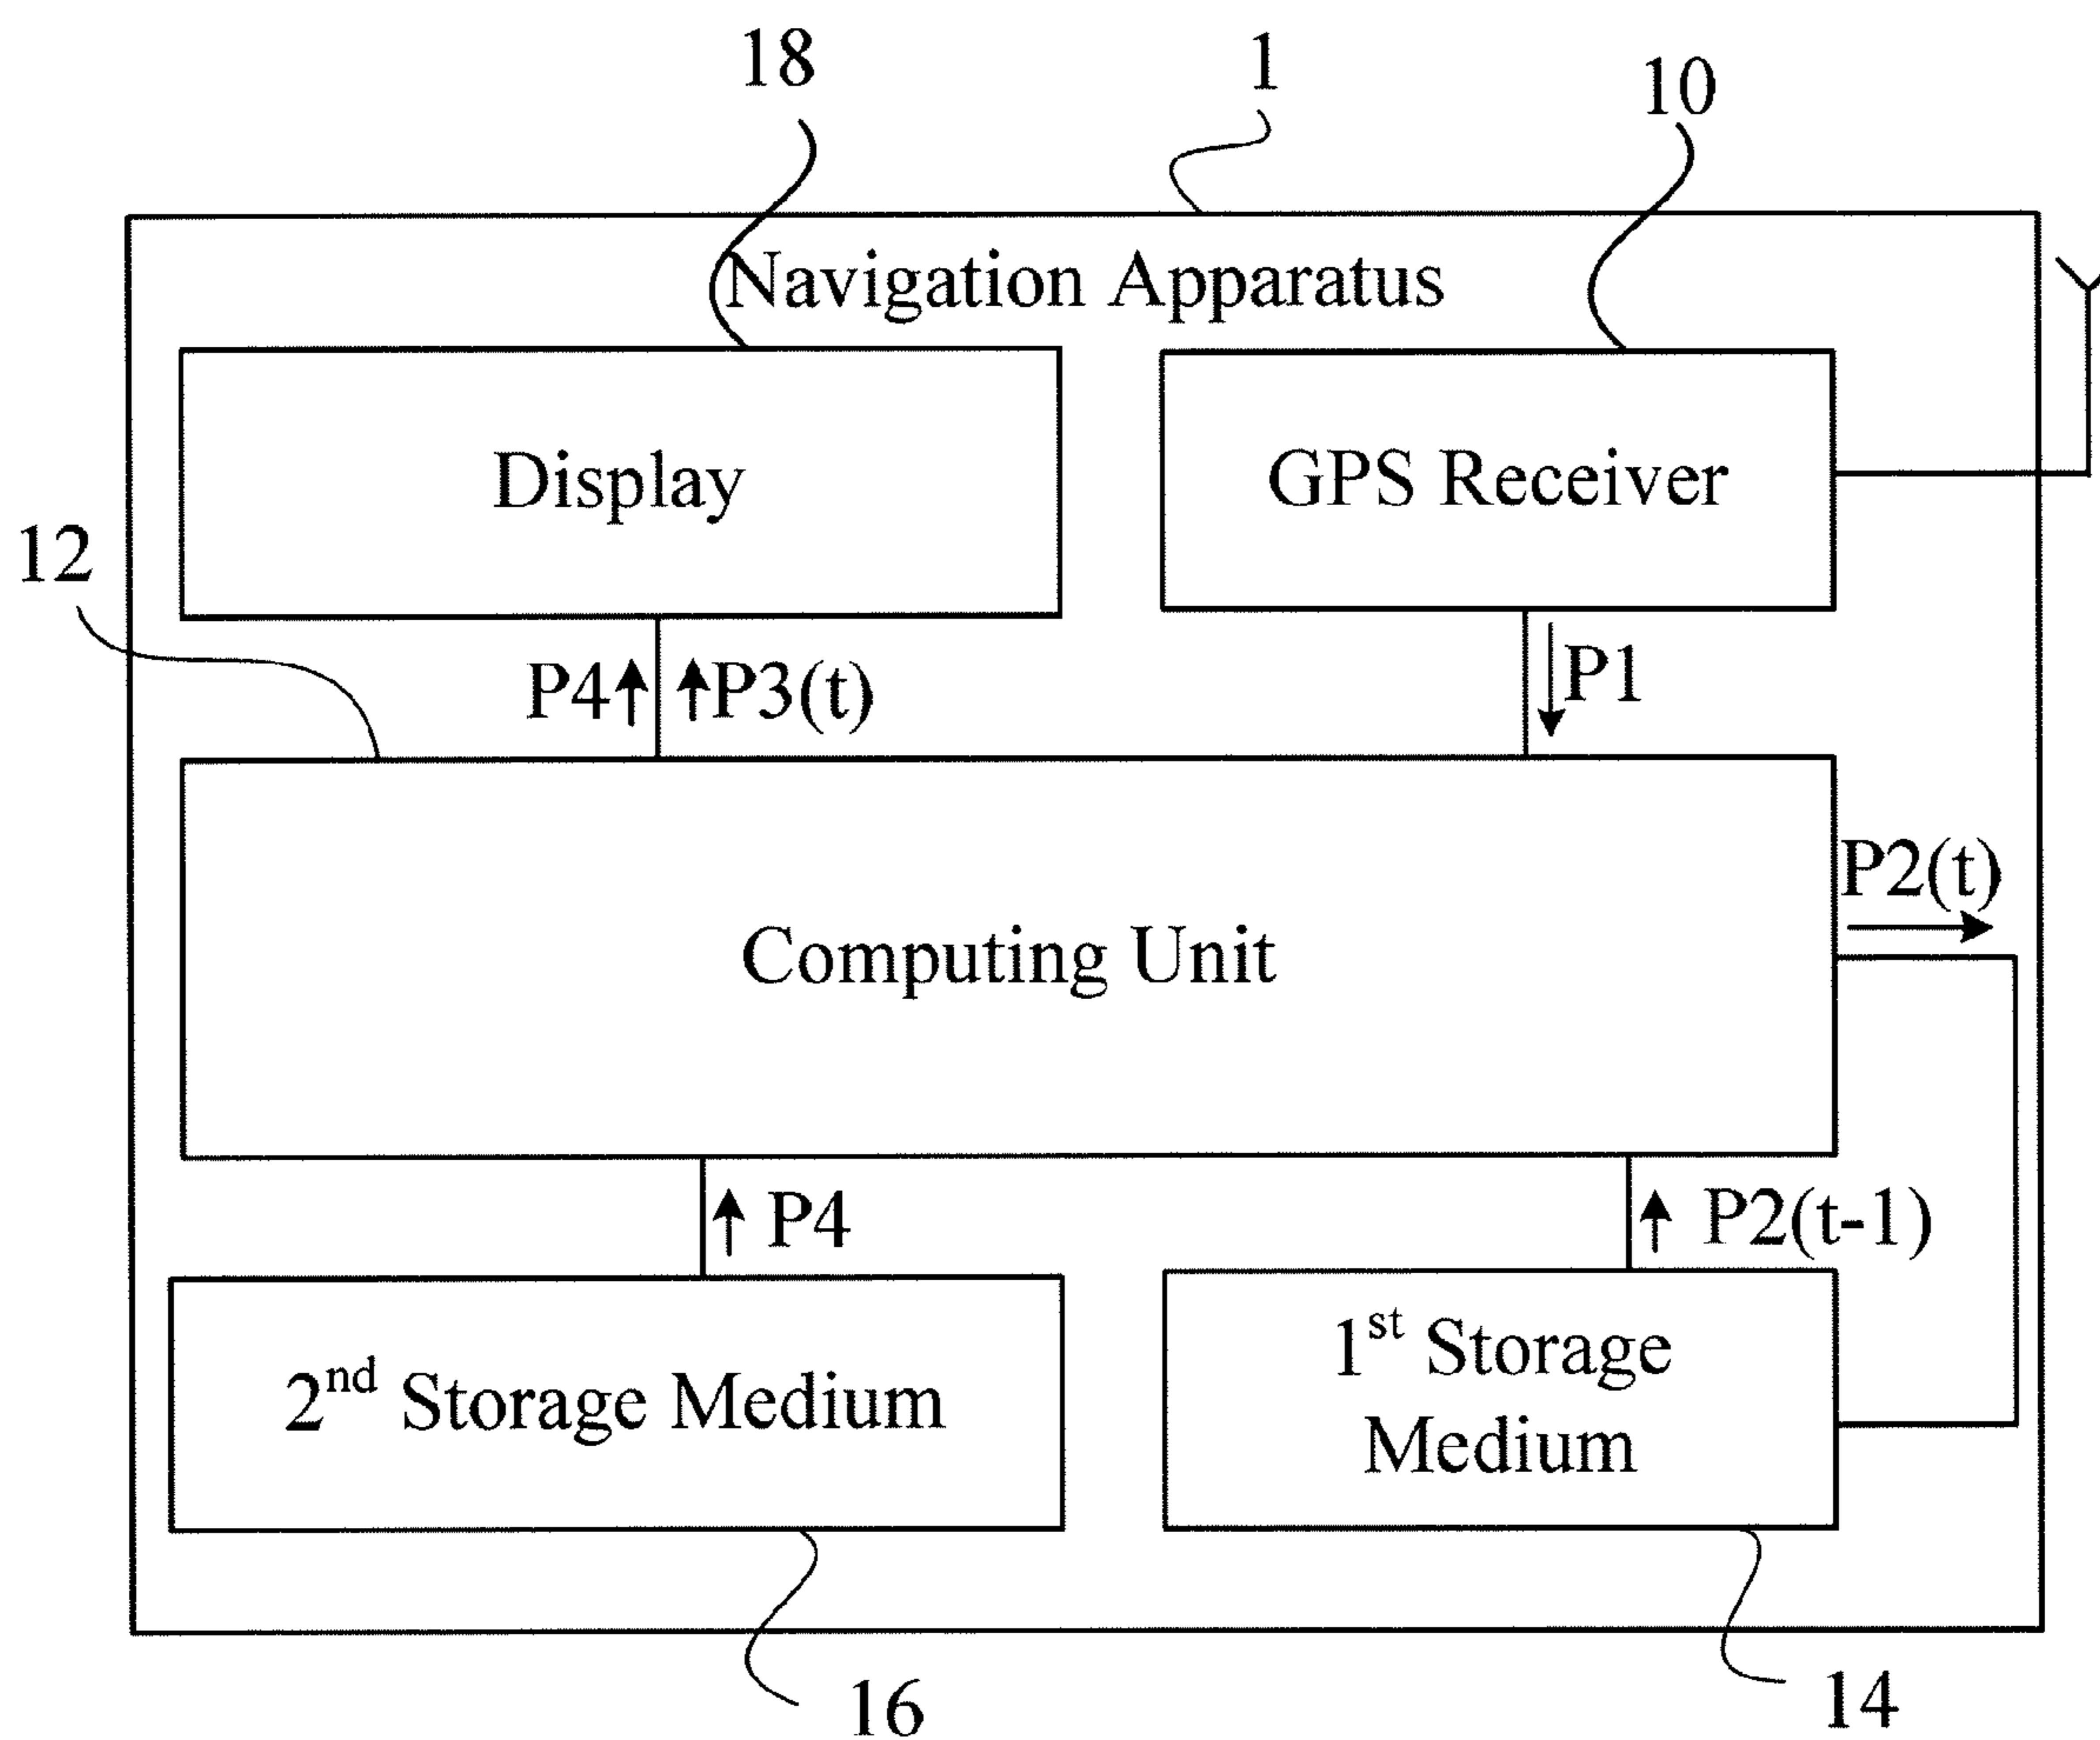 18
1
10
Navigation Apparatus
Display
GPS Receiver
12
P4
P3(t)
P1
P2(t)
Computing Unit
P4
P2(t-1)
2nd Storage Medium
1st Storage
Medium
16
14